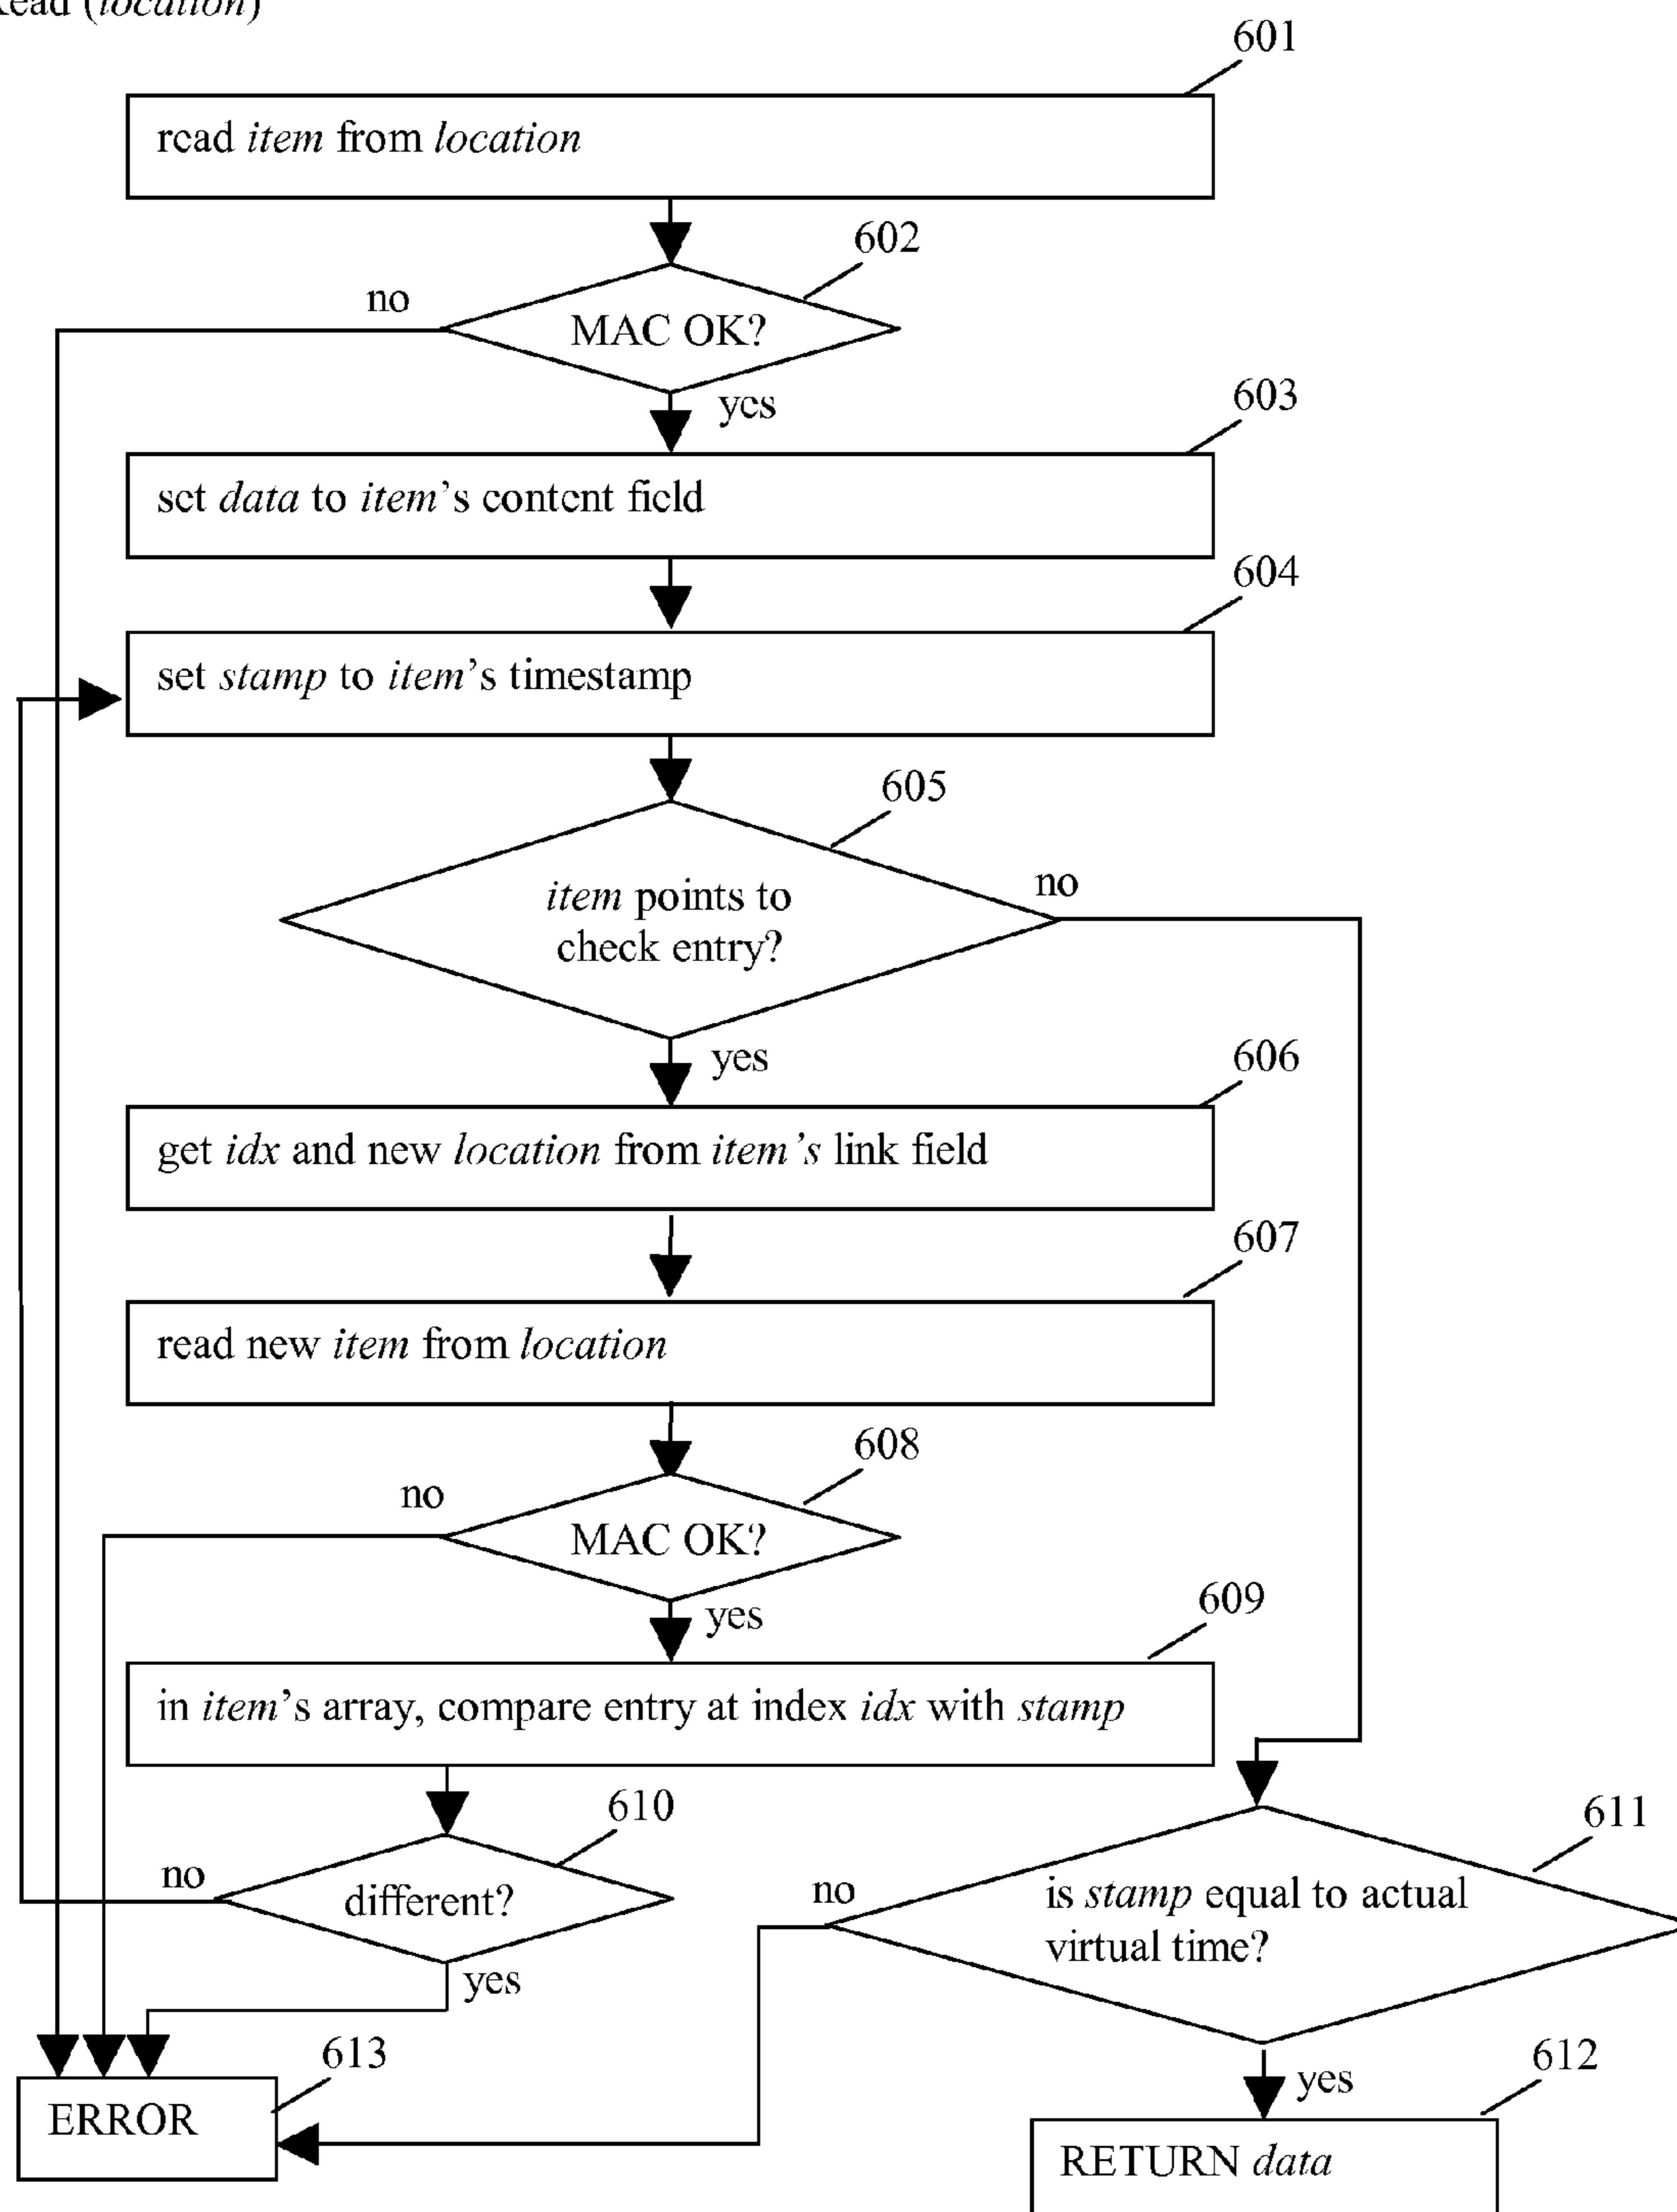 Read (location)
601
read item from location
602
no
MAC OK?
yes
603
set data to item's content field
604
set stamp to item's timestamp
605
item points to
check entry?
no
yes
606
get idx and new location from item's link field
607
read new item from location
608
no
MAC OK?
yes
609
in item's array, compare entry at index idx with stamp
610
no
different?
yes
611
no
is stamp equal to actual
virtual time?
yes
613
ERROR
612
RETURN data